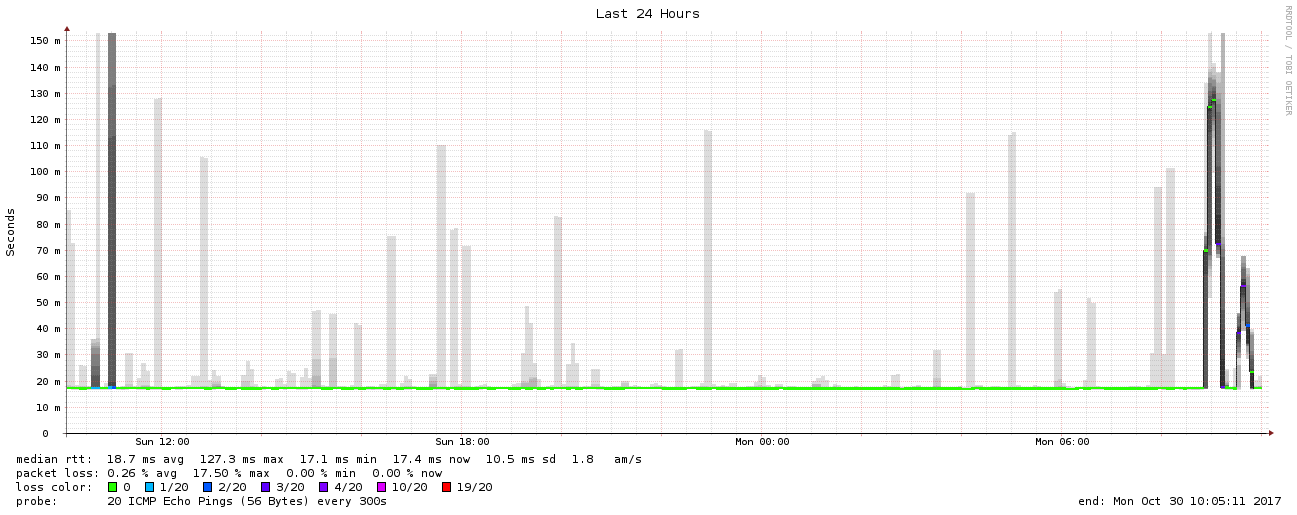 Last 24 Hours
RRDTOOL / TOBI OETIKER
Seconds
150 m
140 m
130 m
120 m
110 m
100 m
90 m
80 m
70 m
60 m
50 m
40 m
30 m
20 m
10 m
0
Sun 12:00 Sun 18:00 Mon 00:00 Mon 06:00
median rtt: 18.7 ms avg 127.3 ms max 17.1 ms min 17.4 ms now 10.5 ms sd 1.8 am/s
packet loss: 0.26 % avg 17.50 % max 0.00 % min 0.00 % now
loss color: 0 1/20 2/20 3/20 4/20 10/20 19/20
probe: 20 ICMP Echo Pings (56 Bytes) every 300s end: Mon Oct 30 10:05:11 2017